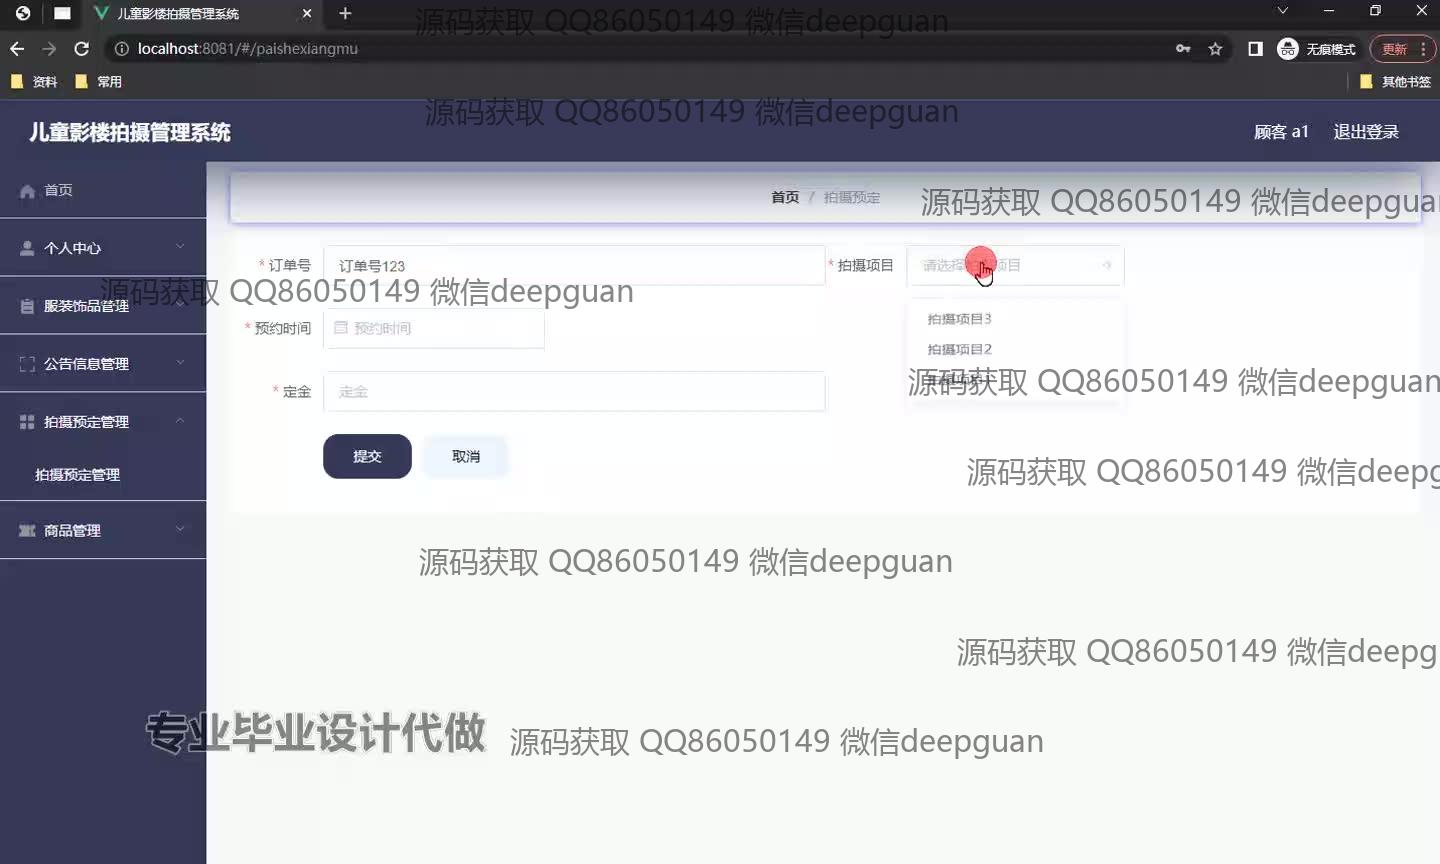 儿童影楼拍摄管理系统
源码获取 QQ86050149 微信deepguan
localhost:8081/#/paishexiangmu
无痕模式
更新
资料
常用
其他书签
源码获取 QQ86050149 微信deepguan
儿童影楼拍摄管理系统
顾客 a1
退出登录
首页
首页 / 拍摄预定
源码获取 QQ86050149 微信deepgua
个人中心
* 订单号
订单号123
* 拍摄项目
请选择拍摄项目
源码获取 QQ86050149 微信deepguan
服装饰品管理
* 预约时间
预约时间
拍摄项目3
拍摄项目2
公告信息管理
源码获取 QQ86050149 微信deepguan
* 定金
定金
拍摄预定管理
提交
取消
拍摄预定管理
源码获取 QQ86050149 微信deepg
商品管理
源码获取 QQ86050149 微信deepguan
源码获取 QQ86050149 微信deepg
专业毕业设计代做
源码获取 QQ86050149 微信deepguan